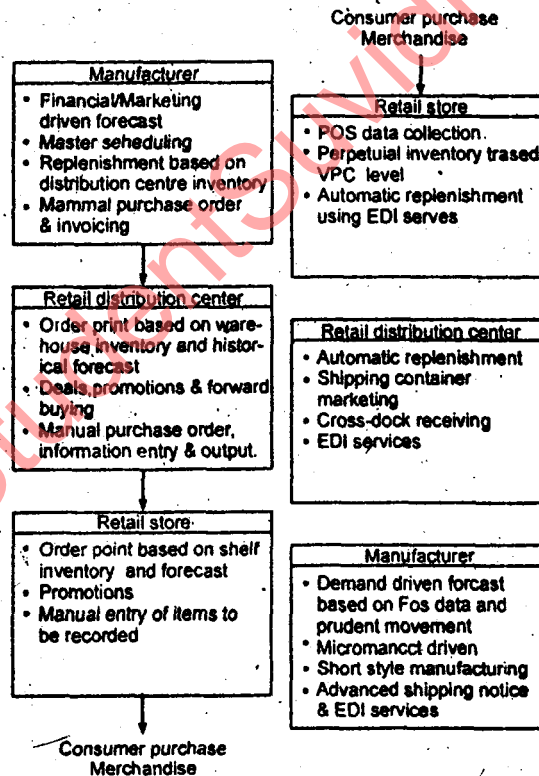 Manufacturer
• Financial/Marketing
driven forecast
• Master seheduling
• Replenishment based on
distribution centre inventory
• Mammal purchase order
& invoicing
Retail distribution center
• Order print based on ware-
house inventory and histor-
ical forecast
• Deals, promotions & forward
buying
• Manual purchase order,
information entry & output.
Retail store
• Order point based on shelf
inventory and forecast
• Promotions
• Manual entry of items to
be recorded
Consumer purchase
Merchandise
Consumer purchase
Merchandise
Retail store
• POS data collection.
• Perpetuial inventory trased
VPC level
• Automatic replenishment
using EDI serves
Retail distribution center
• Automatic replenishment
• Shipping container
marketing
• Cross-dock receiving
• EDI services
Manufacturer
• Demand driven forcast
based on Fos data and
prudent movement
• Micromancct driven
• Short style manufacturing
• Advanced shipping notice
& EDI services
StudentSuvid